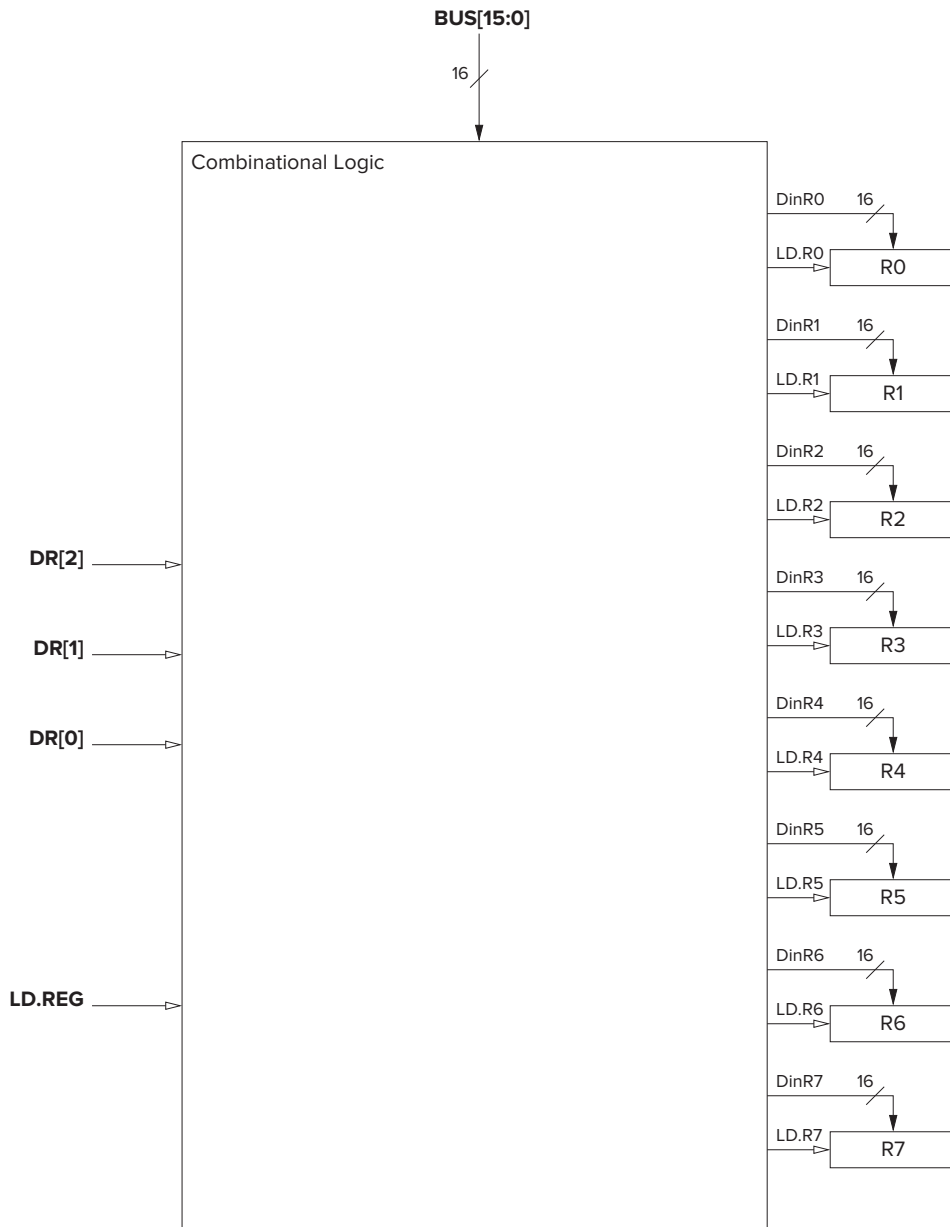 BUS[15:0]
16
Combinational Logic
DinR0 16
LD.R0
R0
DinR1 16
LD.R1
R1
DinR2 16
LD.R2
R2
DR[2]
DinR3 16
LD.R3
R3
DR[1]
DinR4 16
DR[0]
LD.R4
R4
DinR5 16
LD.R5
R5
DinR6 16
LD.REG
LD.R6
R6
DinR7 16
LD.R7
R7